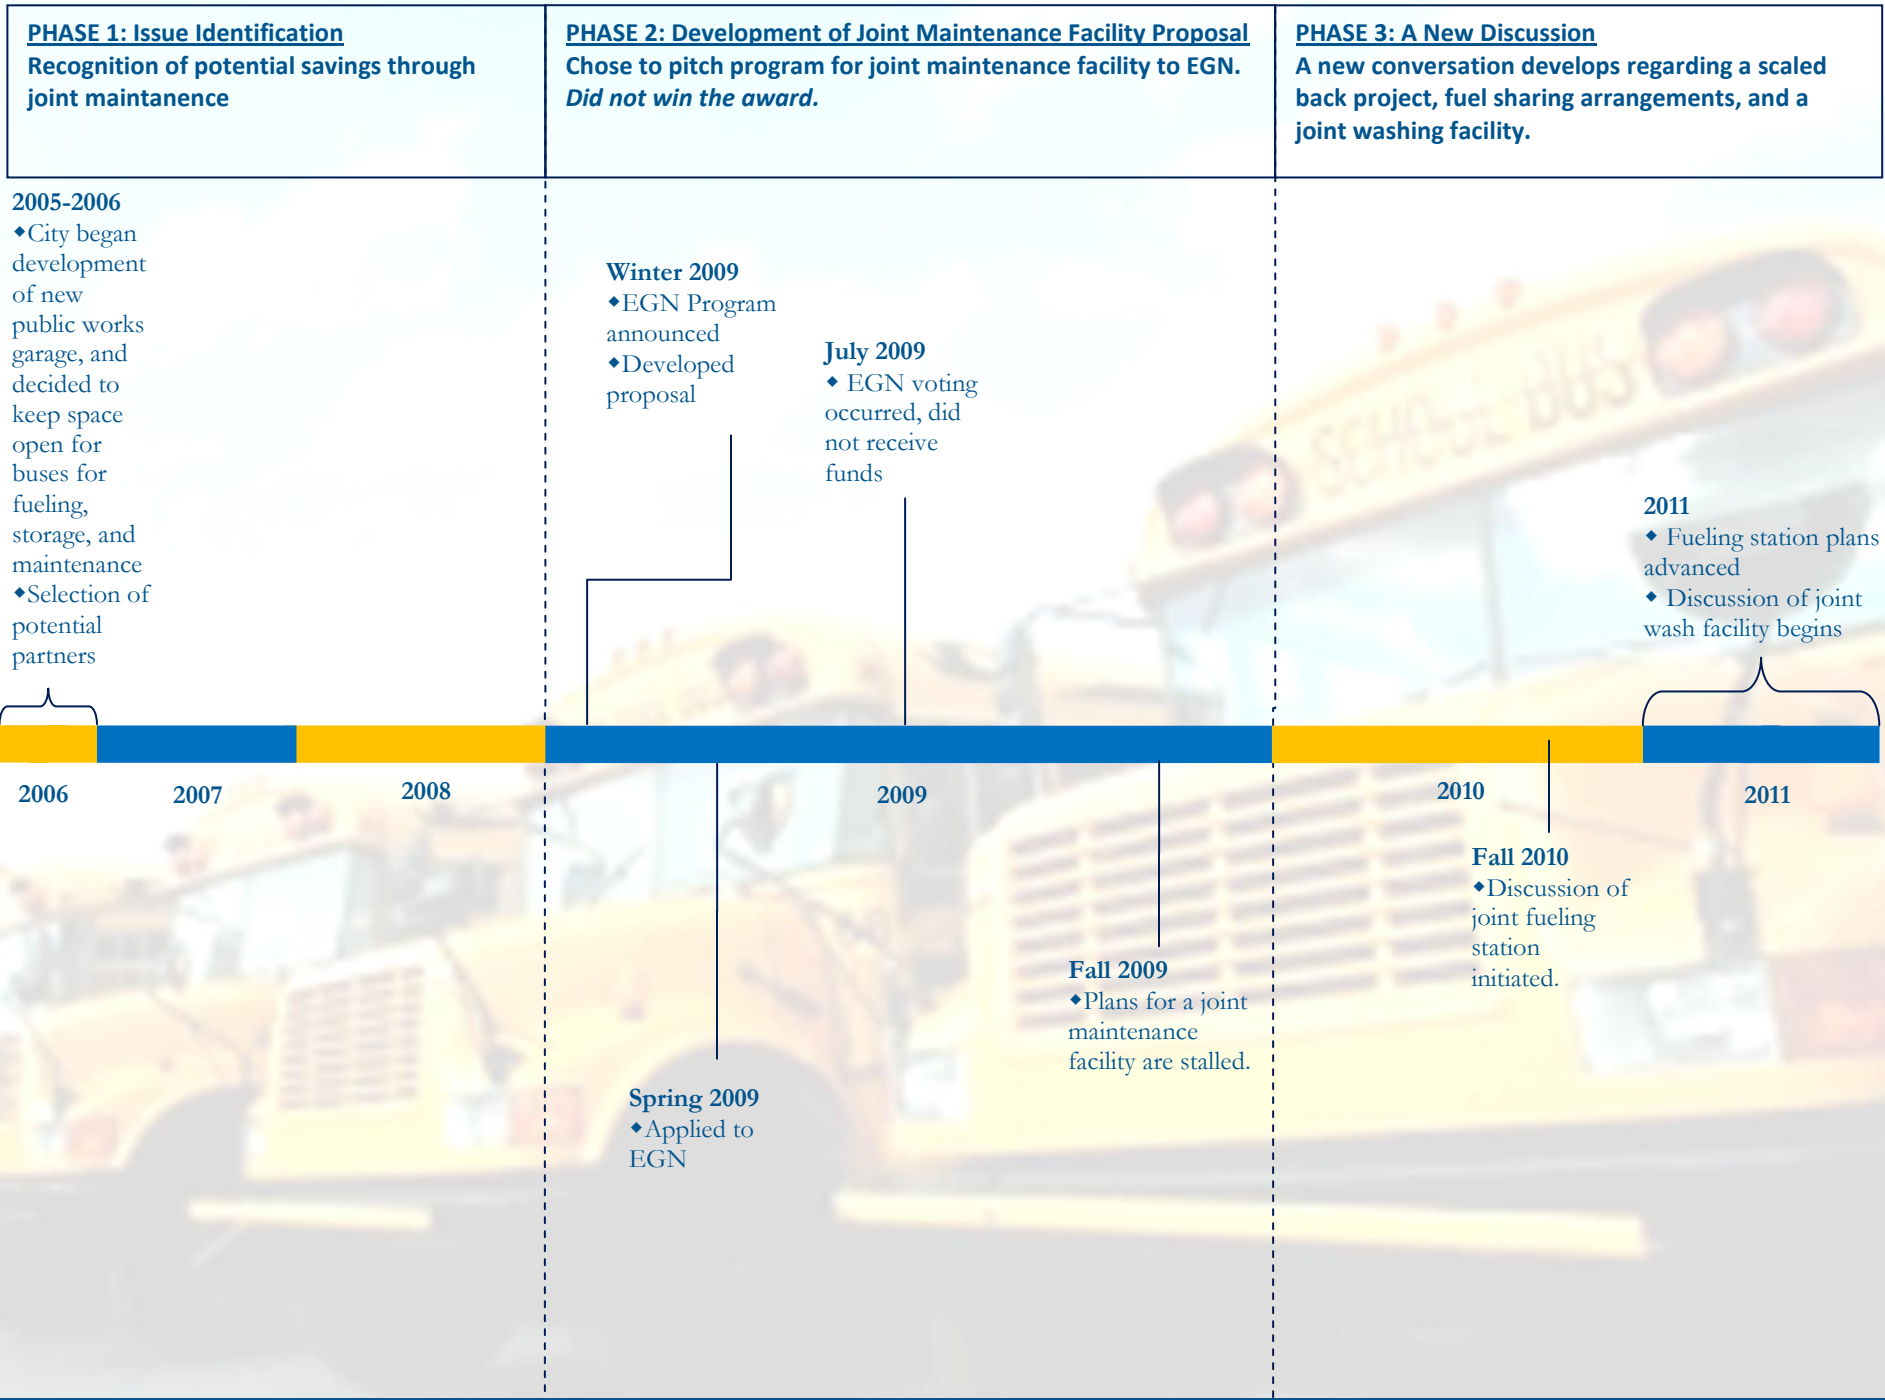 PHASE 1: Issue Identification
Recognition of potential savings through
joint maintanence
PHASE 2: Development of Joint Maintenance Facility Proposal
Chose to pitch program for joint maintenance facility to EGN.
Did not win the award.
PHASE 3: A New Discussion
A new conversation develops regarding a scaled
back project, fuel sharing arrangements, and a
joint washing facility.
2005-2006
◆City began
development
of new
public works
garage, and
decided to
keep space
open for
buses for
fueling,
storage, and
maintenance
◆Selection of
potential
partners
Winter 2009
◆EGN Program
announced
◆Developed
proposal
July 2009
◆ EGN voting
occurred, did
not receive
funds
SCHOOL BUS
2011
◆ Fueling station plans
advanced
◆ Discussion of joint
wash facility begins
2006
2007
2008
2009
2010
2011
Fall 2010
◆Discussion of
joint fueling
station
initiated.
Fall 2009
◆Plans for a joint
maintenance
facility are stalled.
Spring 2009
◆Applied to
EGN